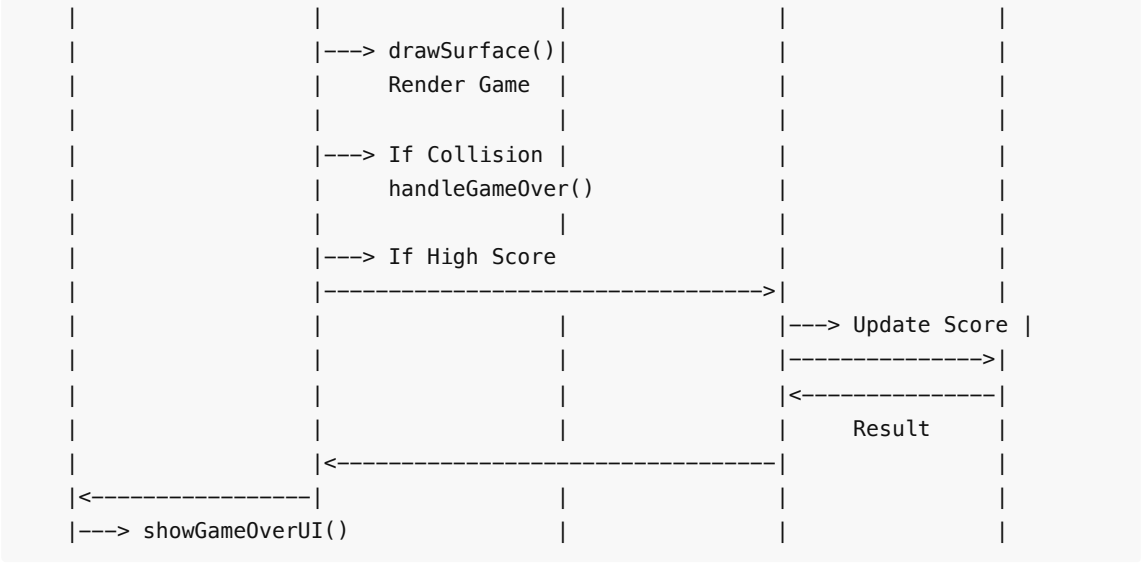 |                  |                  |                |                |
|                  |---> drawSurface()|                |                |
|                  |     Render Game  |                |                |
|                  |                  |                |                |
|                  |---> If Collision |                |                |
|                  |     handleGameOver()              |                |
|                  |                  |                |                |
|                  |---> If High Score                 |                |
|                  |---------------------------------->|                |
|                  |                  |                |---> Update Score |
|                  |                  |                |--------------->|
|                  |                  |                |<---------------|
|                  |                  |                |     Result     |
|                  |<----------------------------------|                |
|<-----------------|                  |                |                |
|---> showGameOverUI()                |                |                |